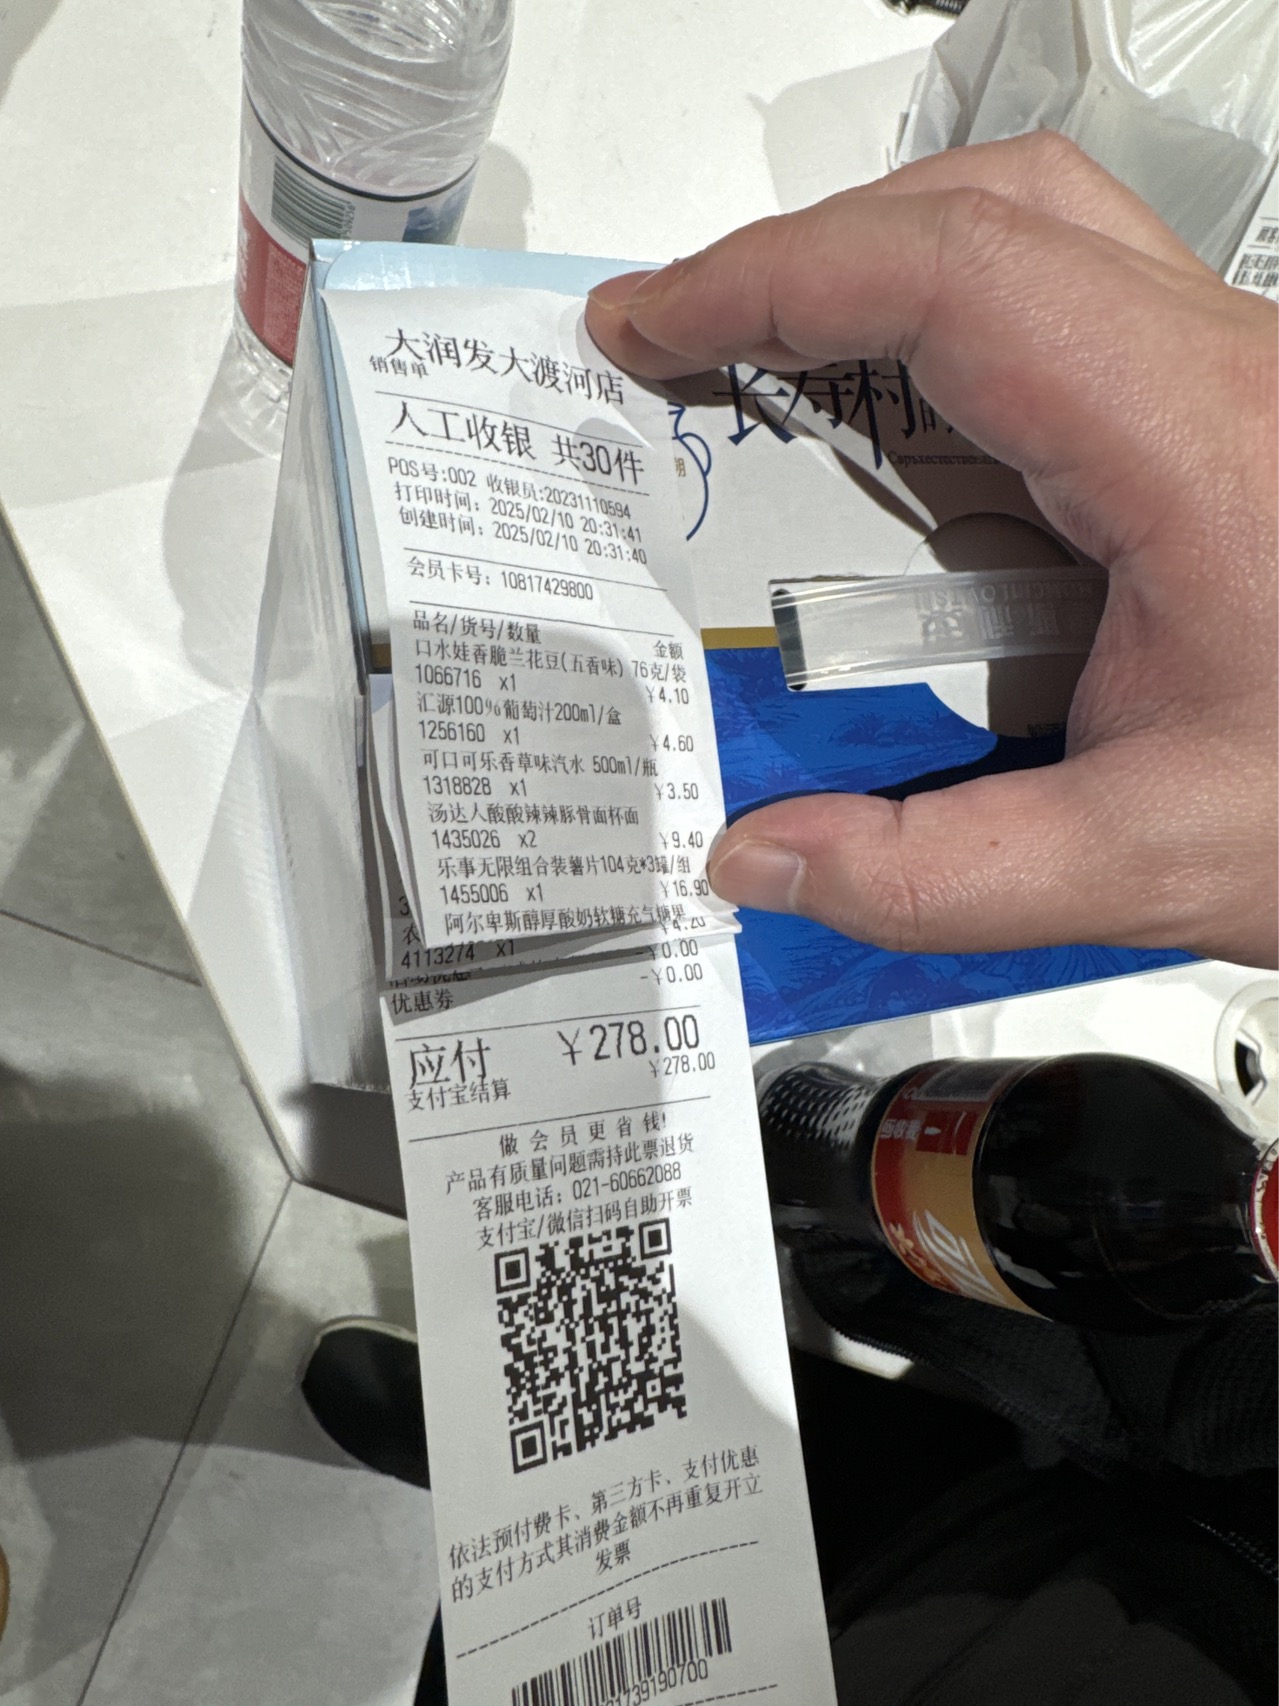 大润发大渡河店
销售单
人工收银 共30件
POS号:002 收银员:20231110594
打印时间: 2025/02/10 20:31:41
创建时间: 2025/02/10 20:31:40
会员卡号: 10817429800
品名/货号/数量 金额
口水娃香脆兰花豆(五香味) 76克/袋
1066716 x1 ￥4.10
汇源100%葡萄汁200ml/盒
1256160 x1 ￥4.60
可口可乐香草味汽水 500ml/瓶
1318828 x1 ￥3.50
汤达人酸酸辣辣豚骨面杯面
1435026 x2 ￥9.40
乐事无限组合装薯片104克*3罐/组
1455006 x1 ￥16.90
阿尔卑斯醇厚酸奶软糖充气糖果
￥4.20
4113274 x1 -￥0.00
优惠券 -￥0.00
应付 ￥278.00
支付宝结算 ￥278.00
做会员更省钱!
产品有质量问题需持此票退货
客服电话: 021-60662088
支付宝/微信扫码自助开票
依法预付费卡、第三方卡、支付优惠
的支付方式其消费金额不再重复开立
发票
订单号
1739190700
长寿村